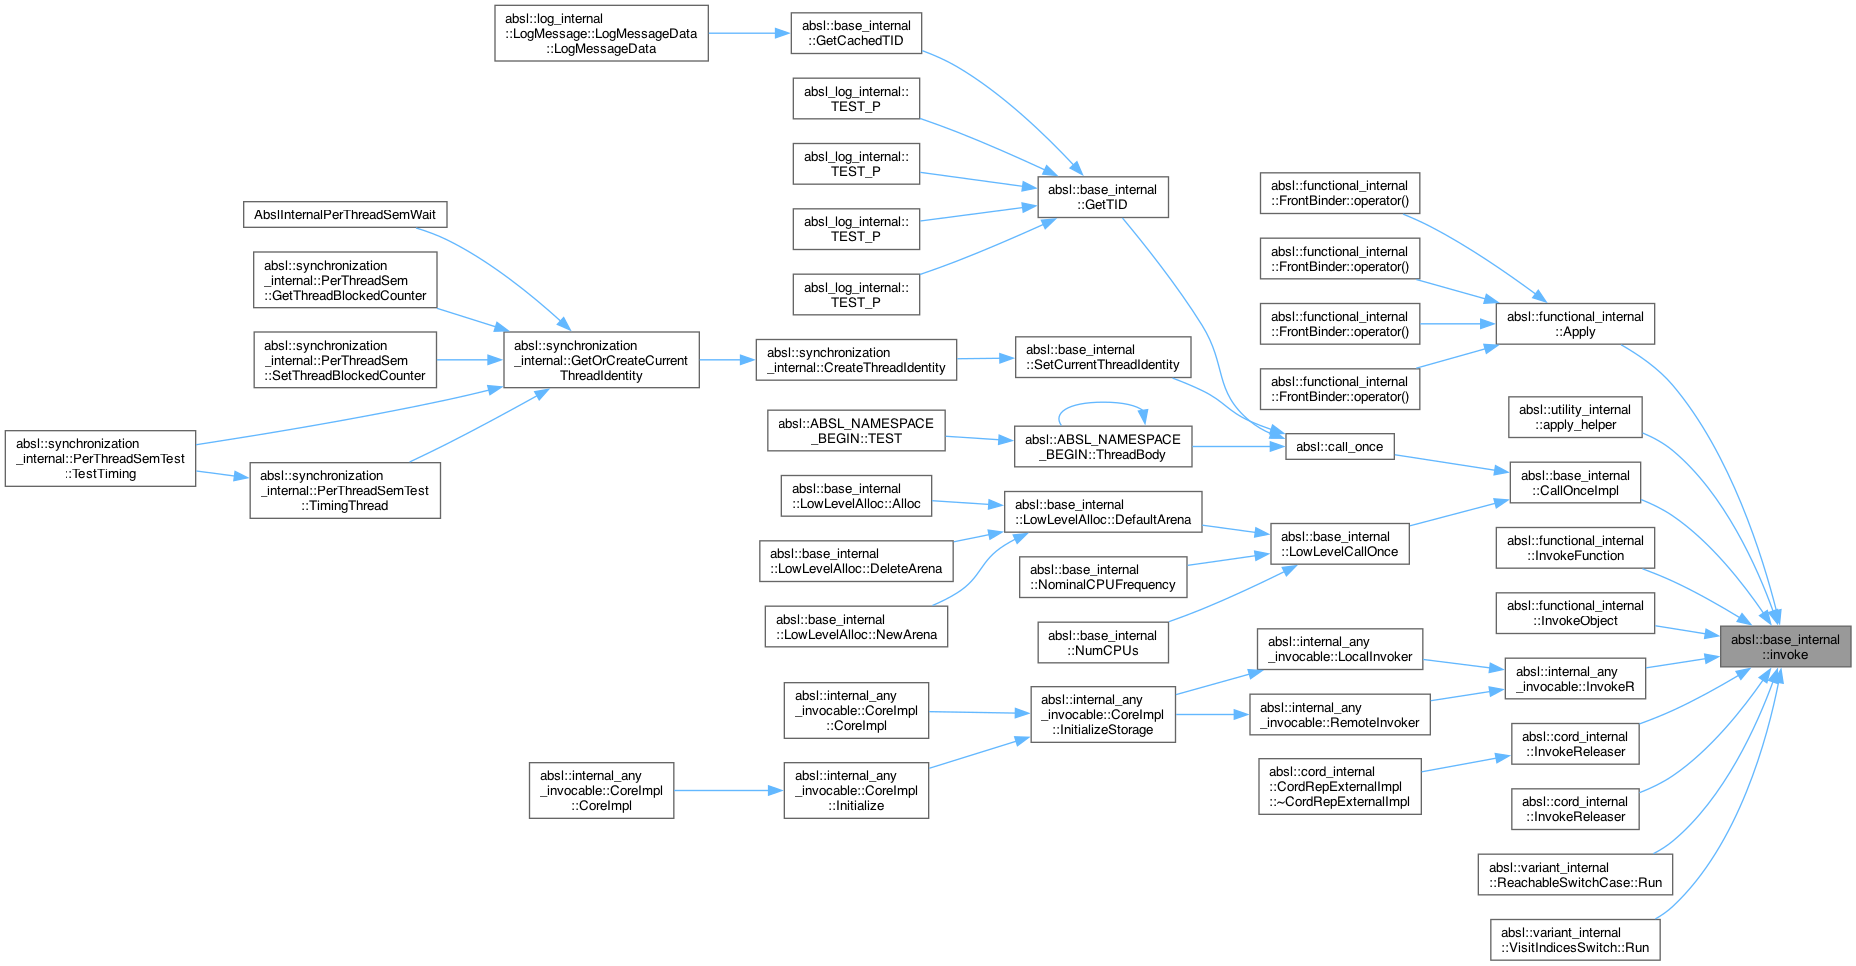 absl::log_internal
::LogMessage::LogMessageData
::LogMessageData
absl::base_internal
::GetCachedTID
absl_log_internal::
TEST_P
absl_log_internal::
TEST_P
absl_log_internal::
TEST_P
absl_log_internal::
TEST_P
absl::base_internal
::GetTID
absl::functional_internal
::FrontBinder::operator()
absl::functional_internal
::FrontBinder::operator()
absl::functional_internal
::FrontBinder::operator()
absl::functional_internal
::FrontBinder::operator()
absl::functional_internal
::Apply
AbslInternalPerThreadSemWait
absl::synchronization
_internal::PerThreadSem
::GetThreadBlockedCounter
absl::synchronization
_internal::PerThreadSem
::SetThreadBlockedCounter
absl::synchronization
_internal::GetOrCreateCurrent
ThreadIdentity
absl::synchronization
_internal::CreateThreadIdentity
absl::base_internal
::SetCurrentThreadIdentity
absl::synchronization
_internal::PerThreadSemTest
::TestTiming
absl::synchronization
_internal::PerThreadSemTest
::TimingThread
absl::ABSL_NAMESPACE
_BEGIN::TEST
absl::ABSL_NAMESPACE
_BEGIN::ThreadBody
absl::call_once
absl::utility_internal
::apply_helper
absl::base_internal
::CallOnceImpl
absl::base_internal
::LowLevelAlloc::Alloc
absl::base_internal
::LowLevelAlloc::DeleteArena
absl::base_internal
::LowLevelAlloc::NewArena
absl::base_internal
::LowLevelAlloc::DefaultArena
absl::base_internal
::NominalCPUFrequency
absl::base_internal
::NumCPUs
absl::base_internal
::LowLevelCallOnce
absl::functional_internal
::InvokeFunction
absl::functional_internal
::InvokeObject
absl::base_internal
::invoke
absl::internal_any
_invocable::LocalInvoker
absl::internal_any
_invocable::InvokeR
absl::internal_any
_invocable::RemoteInvoker
absl::internal_any
_invocable::CoreImpl
::InitializeStorage
absl::internal_any
_invocable::CoreImpl
::CoreImpl
absl::internal_any
_invocable::CoreImpl
::Initialize
absl::internal_any
_invocable::CoreImpl
::CoreImpl
absl::cord_internal
::InvokeReleaser
absl::cord_internal
::CordRepExternalImpl
::~CordRepExternalImpl
absl::cord_internal
::InvokeReleaser
absl::variant_internal
::ReachableSwitchCase::Run
absl::variant_internal
::VisitIndicesSwitch::Run